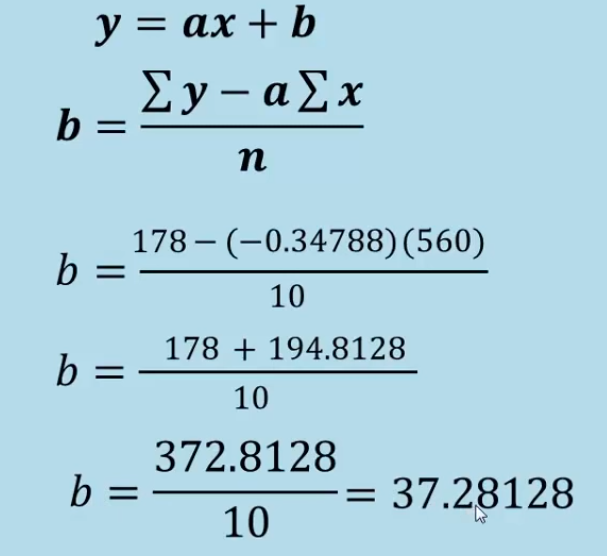 y = ax + b
b = (∑ y − a ∑ x) / n
b = (178 – (−0.34788)(560)) / 10
b = (178 + 194.8128) / 10
b = 372.8128 / 10 = 37.28128